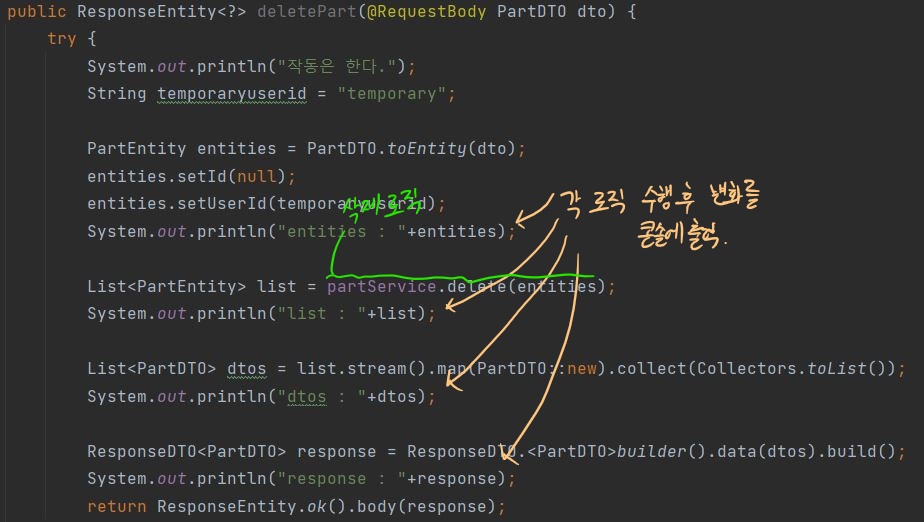 public ResponseEntity<?> deletePart(@RequestBody PartDTO dto) {
try {
System.out.println("작동은 한다.");
String temporaryuserid = "temporary";
PartEntity entities = PartDTO.toEntity(dto);
entities.setId(null);
삭제 로직
entities.setUserId(temporaryuserid);
각 로직 수행 후 변화를
콘솔에 출력.
System.out.println("entities : "+entities);
List<PartEntity> list = partService.delete(entities);
System.out.println("list : "+list);
List<PartDTO> dtos = list.stream().map(PartDTO::new).collect(Collectors.toList());
System.out.println("dtos : "+dtos);
ResponseDTO<PartDTO> response = ResponseDTO.<PartDTO>builder().data(dtos).build();
System.out.println("response : "+response);
return ResponseEntity.ok().body(response);